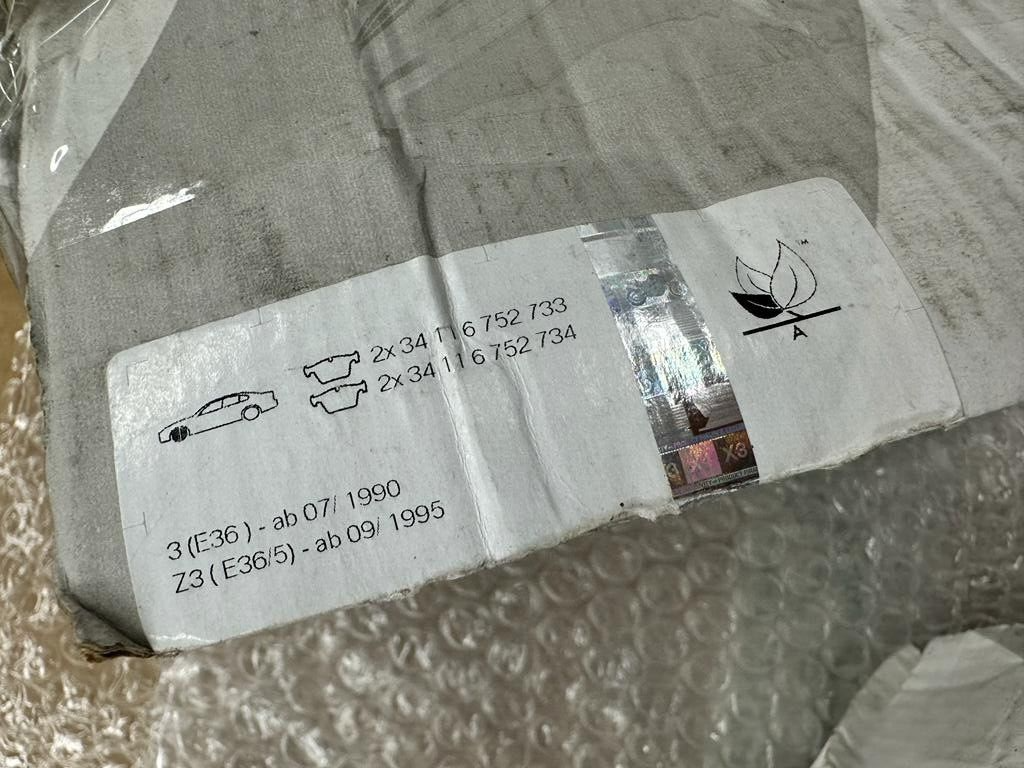 2x 34 11 6 752 733
2x 34 11 6 752 734
TM
A
3 (E36 ) - ab 07/ 1990
Z3 ( E36/5) - ab 09/ 1995